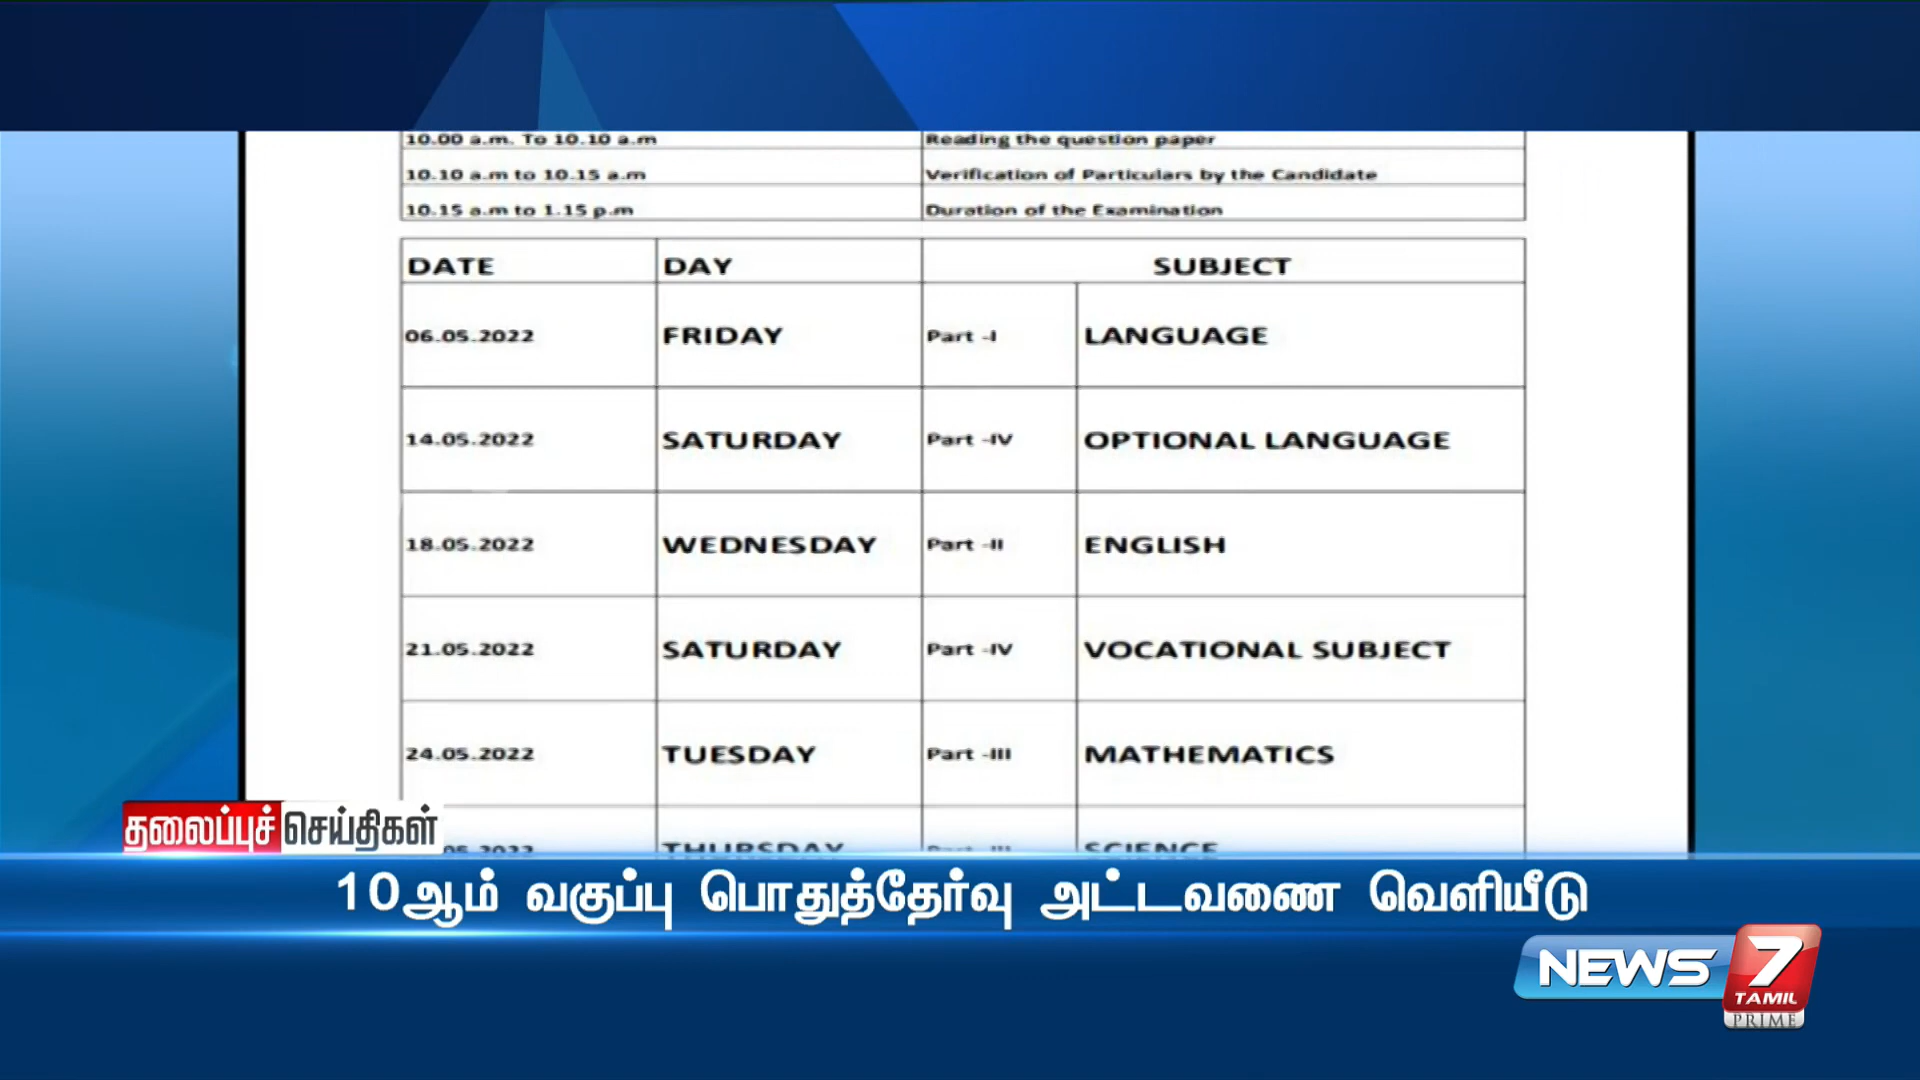 10.00 a.m. To 10.10 a.m Reading the question paper
10.10 a.m to 10.15 a.m Verification of Particulars by the Candidate
10.15 a.m to 1.15 p.m Duration of the Examination
DATE DAY SUBJECT
06.05.2022 FRIDAY Part -I LANGUAGE
14.05.2022 SATURDAY Part -IV OPTIONAL LANGUAGE
18.05.2022 WEDNESDAY Part -II ENGLISH
21.05.2022 SATURDAY Part -IV VOCATIONAL SUBJECT
24.05.2022 TUESDAY Part -III MATHEMATICS
THURSDAY Part -III SCIENCE
தலைப்புச் செய்திகள்
10ஆம் வகுப்பு பொதுத்தேர்வு அட்டவணை வெளியீடு
NEWS 7
TAMIL
PRIME